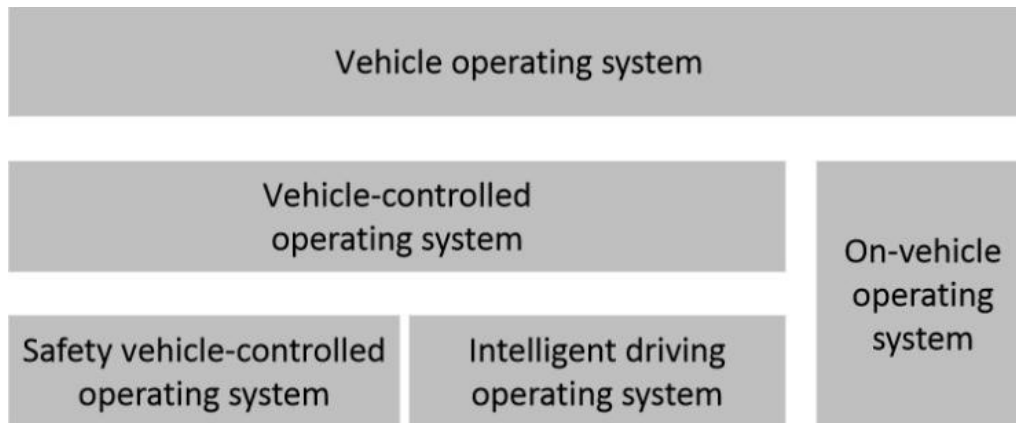 Vehicle operating system
Vehicle-controlled
operating system
On-vehicle
operating
system
Safety vehicle-controlled
operating system
Intelligent driving
operating system